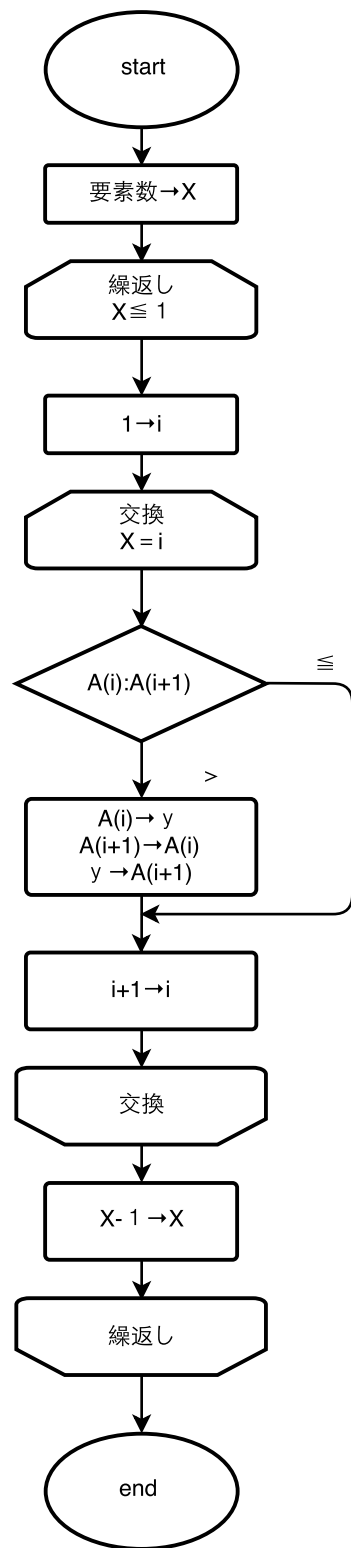 start
要素数→X
繰返し
X≦ 1
1→i
交換
X = i
≦
A(i):A(i+1)
>
A(i)→ y
A(i+1)→A(i)
y →A(i+1)
i+1→i
交換
X- 1 →X
繰返し
end